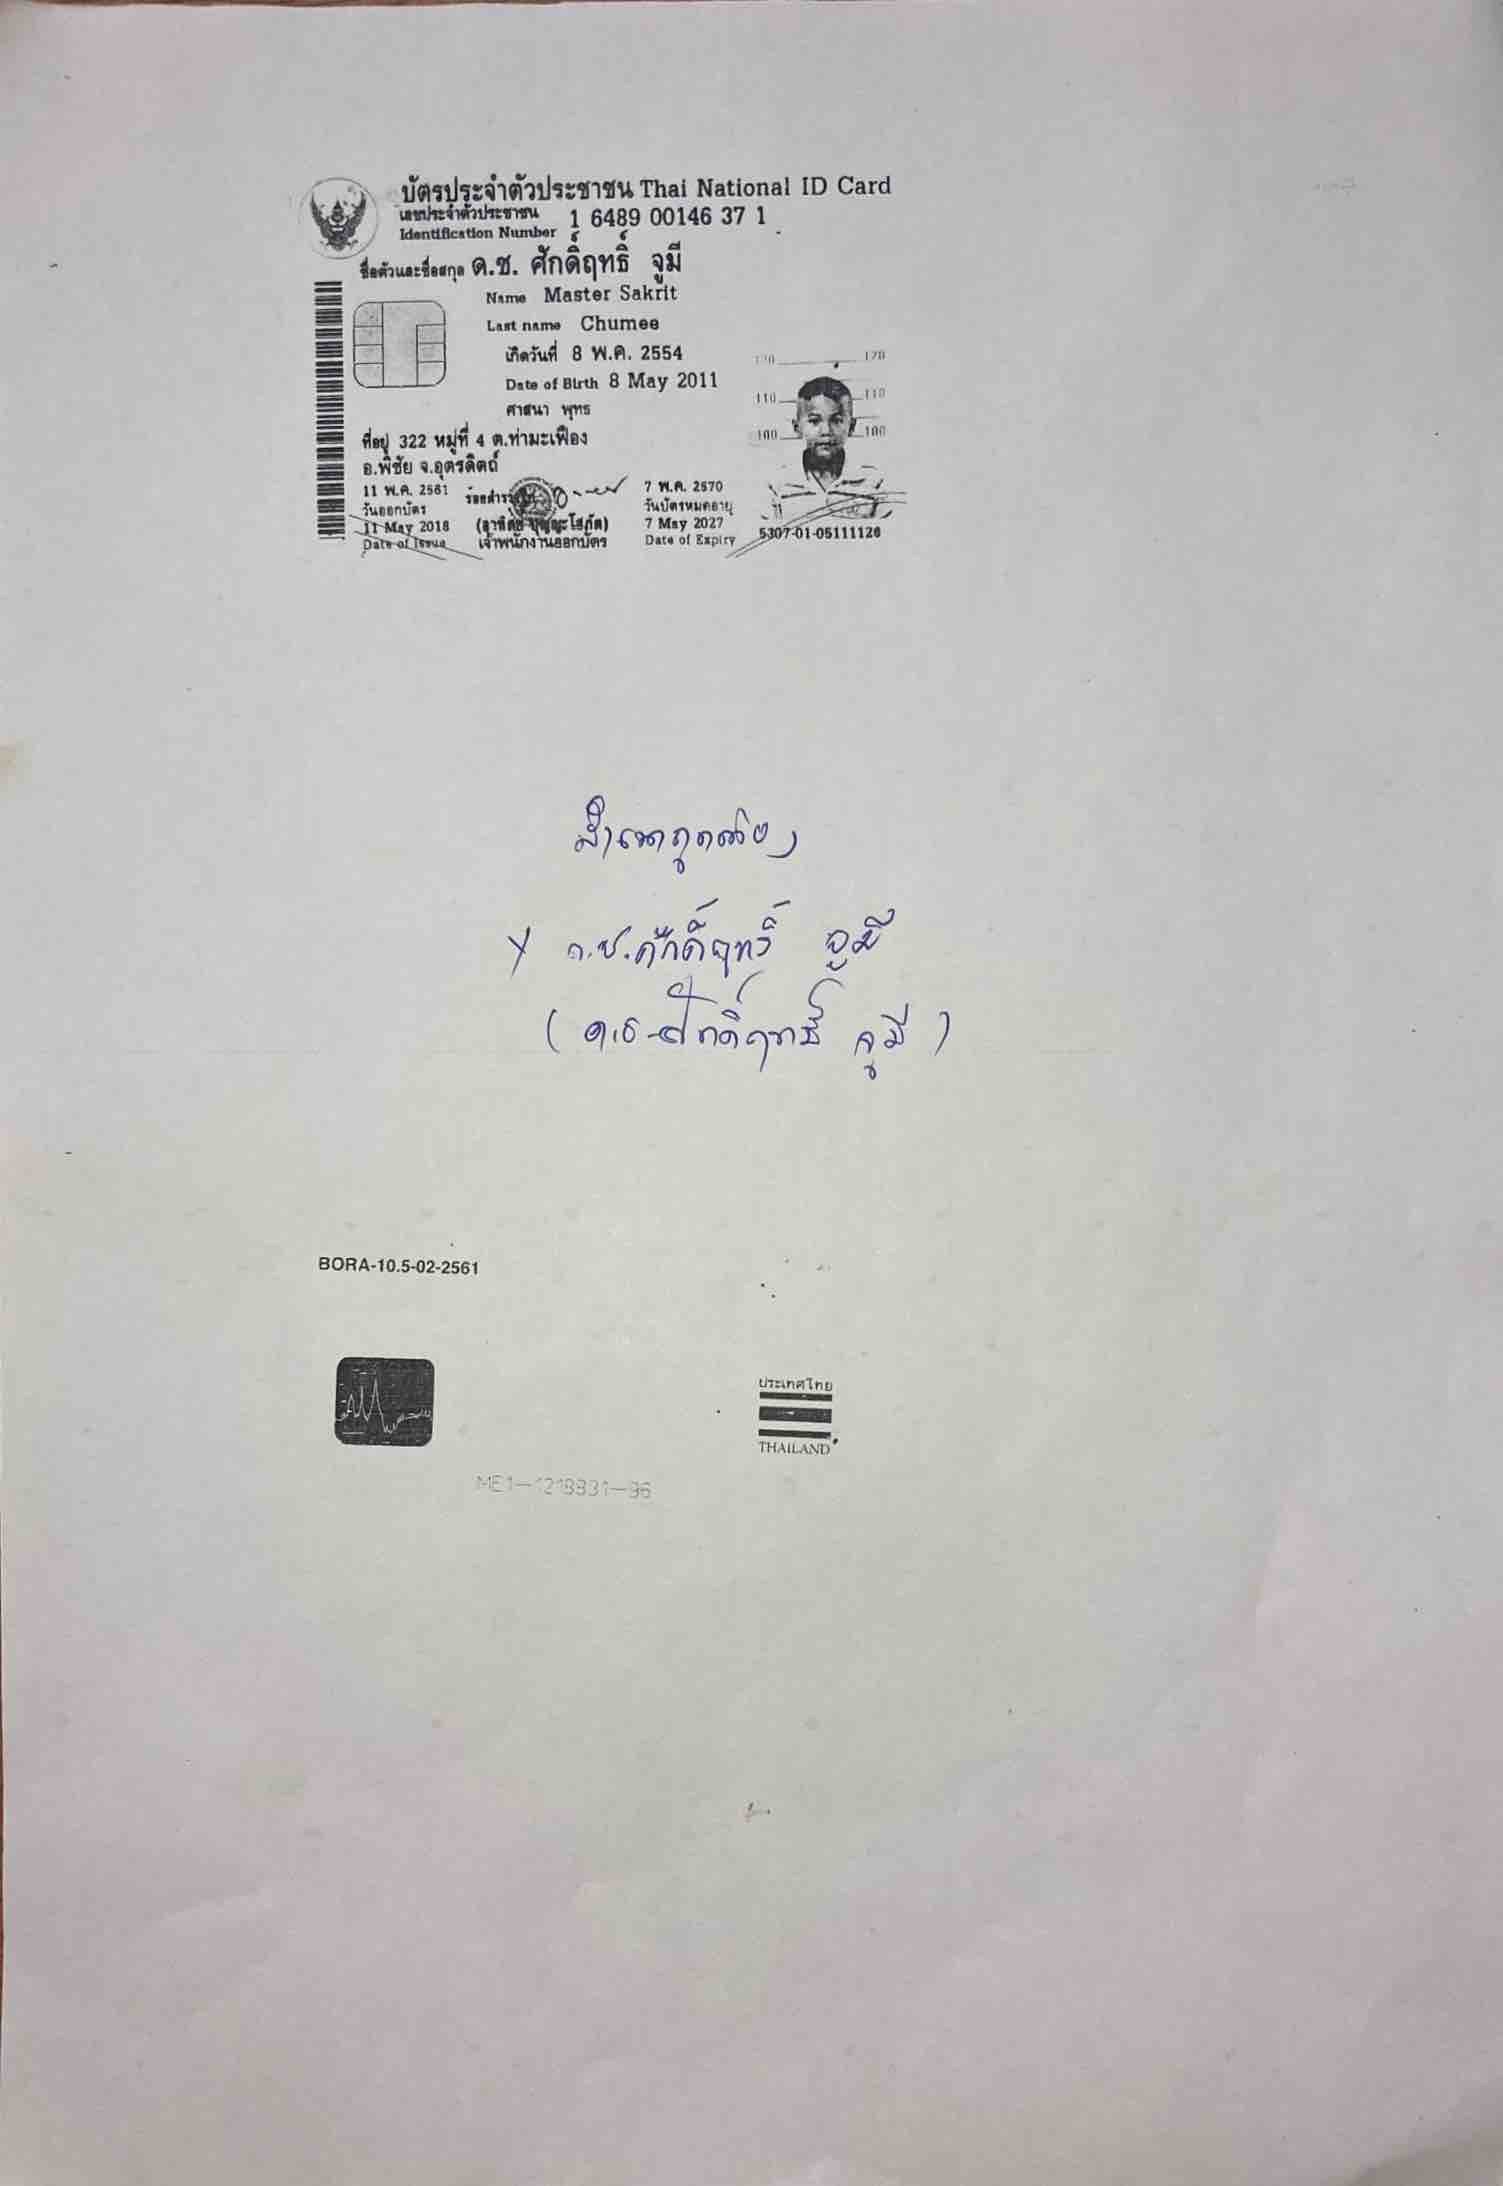 บัตรประจำตัวประชาชน Thai National ID Card
เลขประจำตัวประชาชน
Identification Number 1 6489 00146 37 1
ชื่อตัวและชื่อสกุล ด.ช. ศักดิ์ฤทธิ์ จูมี
Name Master Sakrit
Last name Chumee
เกิดวันที่ 8 พ.ค. 2554
Date of Birth 8 May 2011
ศาสนา พุทธ
ที่อยู่ 322 หมู่ที่ 4 ต.ท่ามะเฟือง
อ.พิชัย จ.อุตรดิตถ์
120 120
110 110
100 100
11 พ.ค. 2561
วันออกบัตร
11 May 2018
Date of Issue
เจ้าพนักงานออกบัตร
7 พ.ค. 2570
วันบัตรหมดอายุ
7 May 2027
Date of Expiry
5307-01-05111126
สำเนาถูกต้อง
ด.ช.ศักดิ์ฤทธิ์ จูมี
( ด.ช ศักดิ์ฤทธิ์ จูมี )
BORA-10.5-02-2561
ประเทศไทย
THAILAND